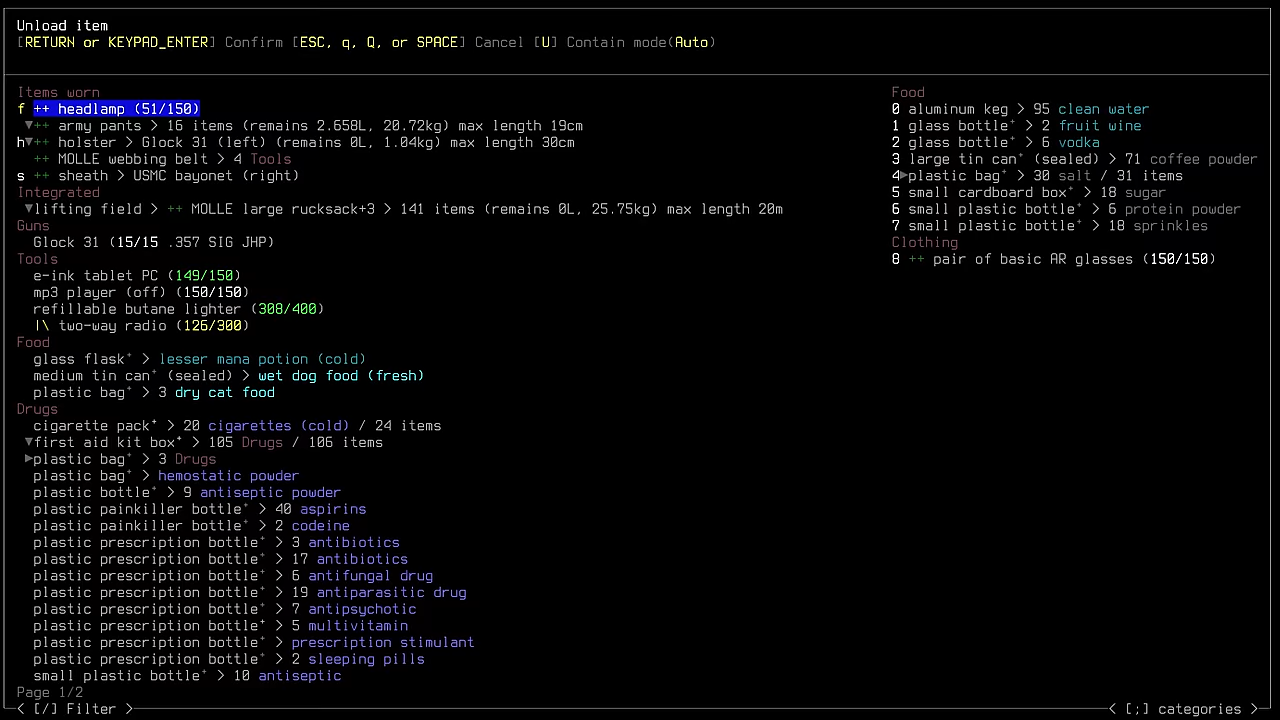 Unload item
[RETURN or KEYPAD_ENTER] Confirm [ESC, q, Q, or SPACE] Cancel [U] Contain mode(Auto)
Items worn
f ++ headlamp (51/150)
▼++ army pants > 16 items (remains 2.658L, 20.72kg) max length 19cm
h▼++ holster > Glock 31 (left) (remains 0L, 1.04kg) max length 30cm
++ MOLLE webbing belt > 4 Tools
s ++ sheath > USMC bayonet (right)
Integrated
▼lifting field > ++ MOLLE large rucksack+3 > 141 items (remains 0L, 25.75kg) max length 20m
Guns
Glock 31 (15/15 .357 SIG JHP)
Tools
e-ink tablet PC (149/150)
mp3 player (off) (150/150)
refillable butane lighter (308/400)
|\ two-way radio (126/300)
Food
glass flask⁺ > lesser mana potion (cold)
medium tin can⁺ (sealed) > wet dog food (fresh)
plastic bag⁺ > 3 dry cat food
Drugs
cigarette pack⁺ > 20 cigarettes (cold) / 24 items
▼first aid kit box⁺ > 105 Drugs / 106 items
▶plastic bag⁺ > 3 Drugs
plastic bag⁺ > hemostatic powder
plastic bottle⁺ > 9 antiseptic powder
plastic painkiller bottle⁺ > 40 aspirins
plastic painkiller bottle⁺ > 2 codeine
plastic prescription bottle⁺ > 3 antibiotics
plastic prescription bottle⁺ > 17 antibiotics
plastic prescription bottle⁺ > 6 antifungal drug
plastic prescription bottle⁺ > 19 antiparasitic drug
plastic prescription bottle⁺ > 7 antipsychotic
plastic prescription bottle⁺ > 5 multivitamin
plastic prescription bottle⁺ > prescription stimulant
plastic prescription bottle⁺ > 2 sleeping pills
small plastic bottle⁺ > 10 antiseptic
Page 1/2
< [/] Filter >
Food
0 aluminum keg > 95 clean water
1 glass bottle⁺ > 2 fruit wine
2 glass bottle⁺ > 6 vodka
3 large tin can⁺ (sealed) > 71 coffee powder
4▶plastic bag⁺ > 30 salt / 31 items
5 small cardboard box⁺ > 18 sugar
6 small plastic bottle⁺ > 6 protein powder
7 small plastic bottle⁺ > 18 sprinkles
Clothing
8 ++ pair of basic AR glasses (150/150)
< [;] categories >